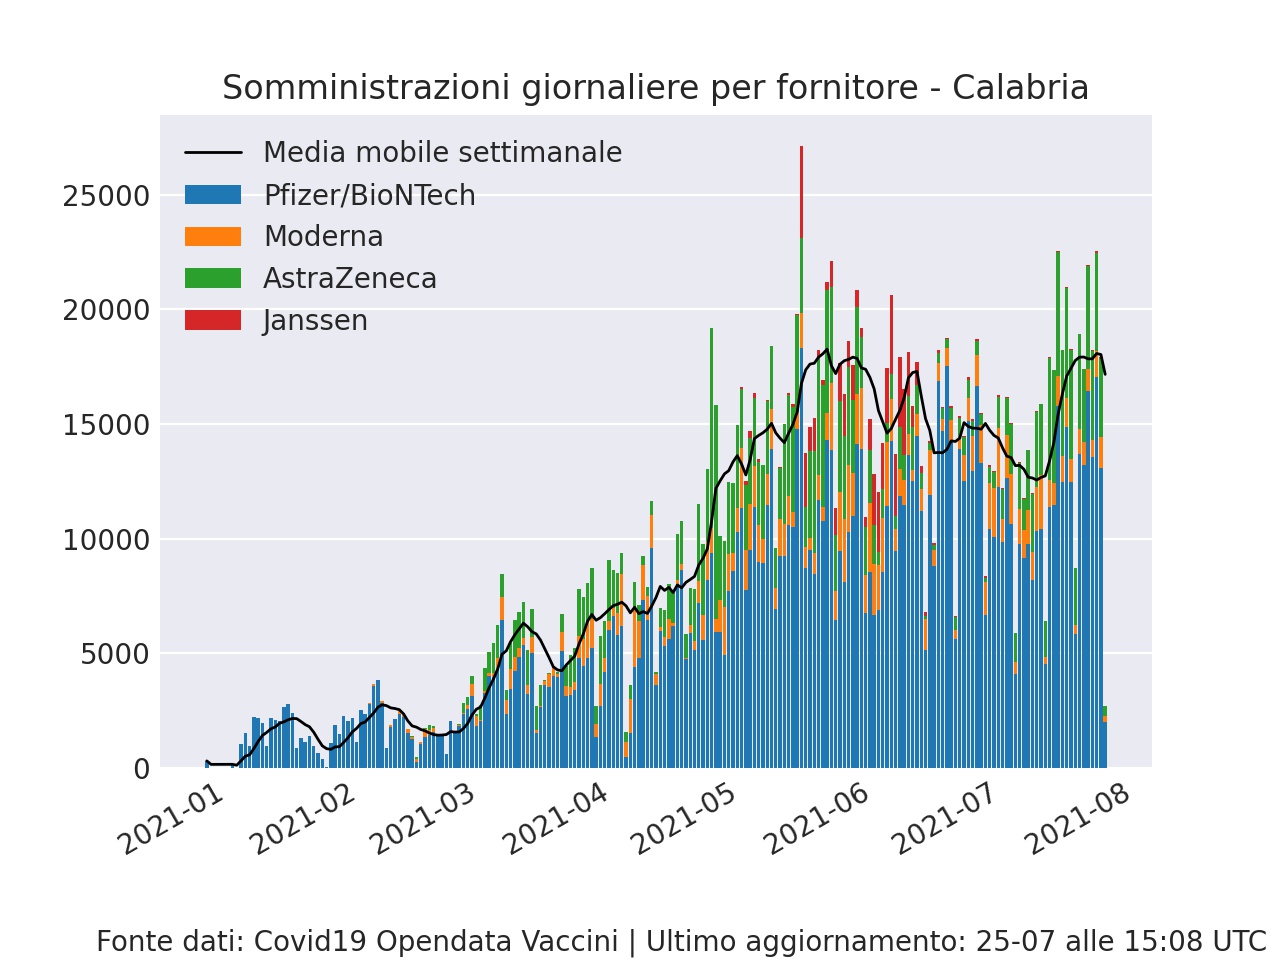 Somministrazioni giornaliere per fornitore - Calabria
Media mobile settimanale
Pfizer/BioNTech
Moderna
AstraZeneca
Janssen
25000
20000
15000
10000
5000
0
2021-01
2021-02
2021-03
2021-04
2021-05
2021-06
2021-07
2021-08
Fonte dati: Covid19 Opendata Vaccini | Ultimo aggiornamento: 25-07 alle 15:08 UTC